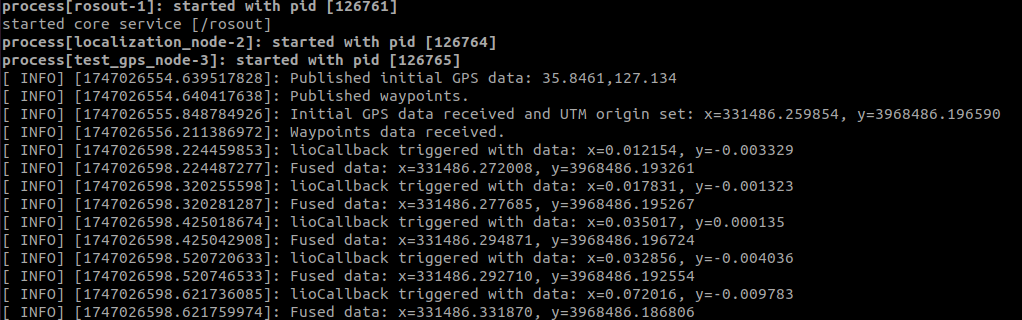 process[rosout-1]: started with pid [126761]
started core service [/rosout]
process[localization_node-2]: started with pid [126764]
process[test_gps_node-3]: started with pid [126765]
[ INFO] [1747026554.639517828]: Published initial GPS data: 35.8461,127.134
[ INFO] [1747026554.640417638]: Published waypoints.
[ INFO] [1747026555.848784926]: Initial GPS data received and UTM origin set: x=331486.259854, y=3968486.196590
[ INFO] [1747026556.211386972]: Waypoints data received.
[ INFO] [1747026598.224459853]: lioCallback triggered with data: x=0.012154, y=-0.003329
[ INFO] [1747026598.224487277]: Fused data: x=331486.272008, y=3968486.193261
[ INFO] [1747026598.320255598]: lioCallback triggered with data: x=0.017831, y=-0.001323
[ INFO] [1747026598.320281287]: Fused data: x=331486.277685, y=3968486.195267
[ INFO] [1747026598.425018674]: lioCallback triggered with data: x=0.035017, y=0.000135
[ INFO] [1747026598.425042908]: Fused data: x=331486.294871, y=3968486.196724
[ INFO] [1747026598.520720633]: lioCallback triggered with data: x=0.032856, y=-0.004036
[ INFO] [1747026598.520746533]: Fused data: x=331486.292710, y=3968486.192554
[ INFO] [1747026598.621736085]: lioCallback triggered with data: x=0.072016, y=-0.009783
[ INFO] [1747026598.621759974]: Fused data: x=331486.331870, y=3968486.186806